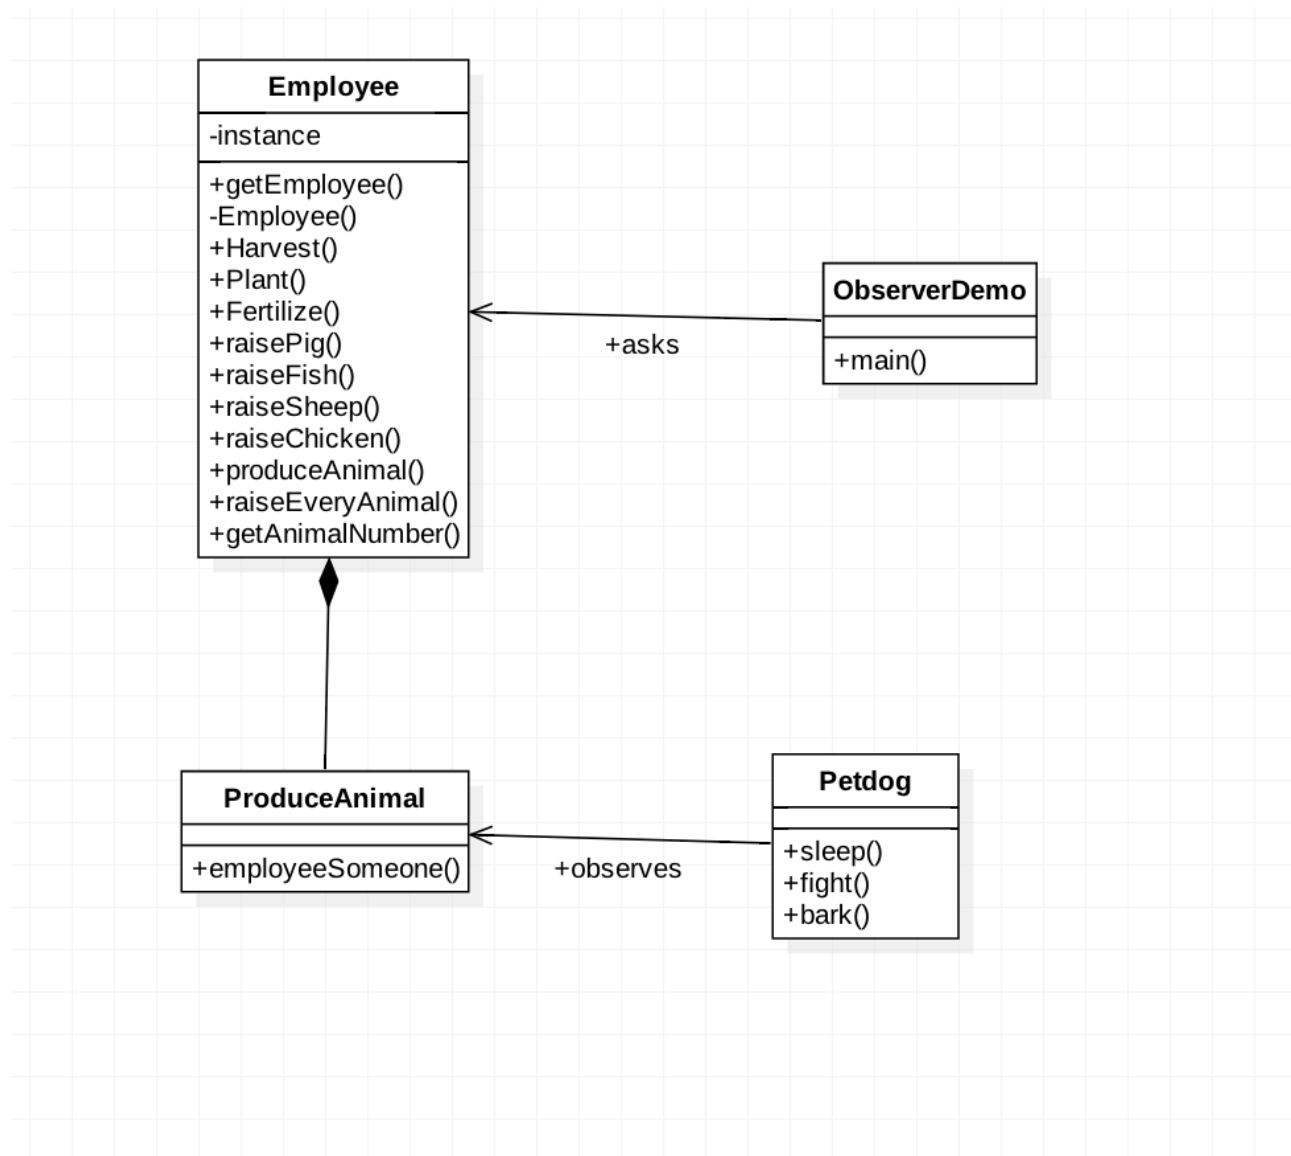 Employee
-instance
+getEmployee()
-Employee()
+Harvest()
+Plant()
+Fertilize()
+raisePig()
+raiseFish()
+raiseSheep()
+raiseChicken()
+produceAnimal()
+raiseEveryAnimal()
+getAnimalNumber()
+asks
ObserverDemo
+main()
ProduceAnimal
+employeeSomeone()
+observes
Petdog
+sleep()
+fight()
+bark()